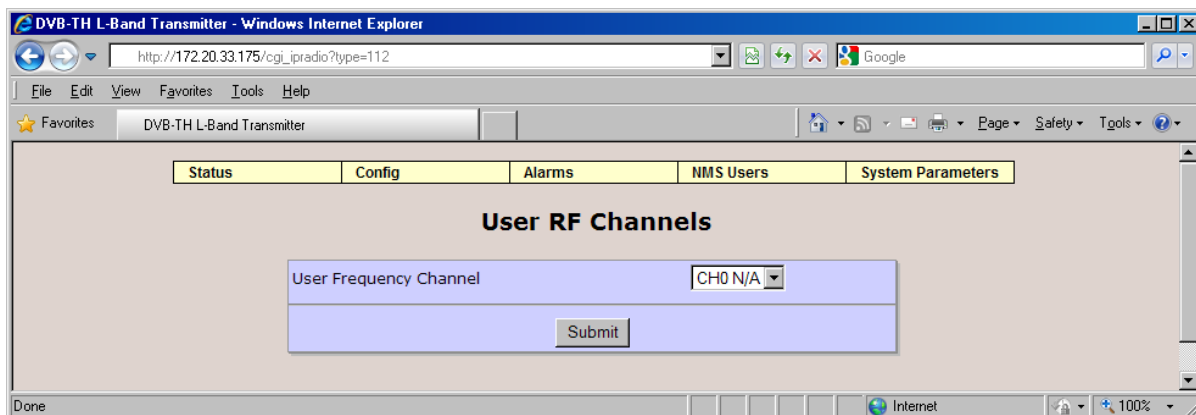 DVB-TH L-Band Transmitter - Windows Internet Explorer
http://172.20.33.175/cgi_ipradio?type=112
Google
File Edit View Favorites Tools Help
Favorites DVB-TH L-Band Transmitter Page Safety Tools
Status Config Alarms NMS Users System Parameters
User RF Channels
User Frequency Channel CH0 N/A
Submit
Done Internet 100%